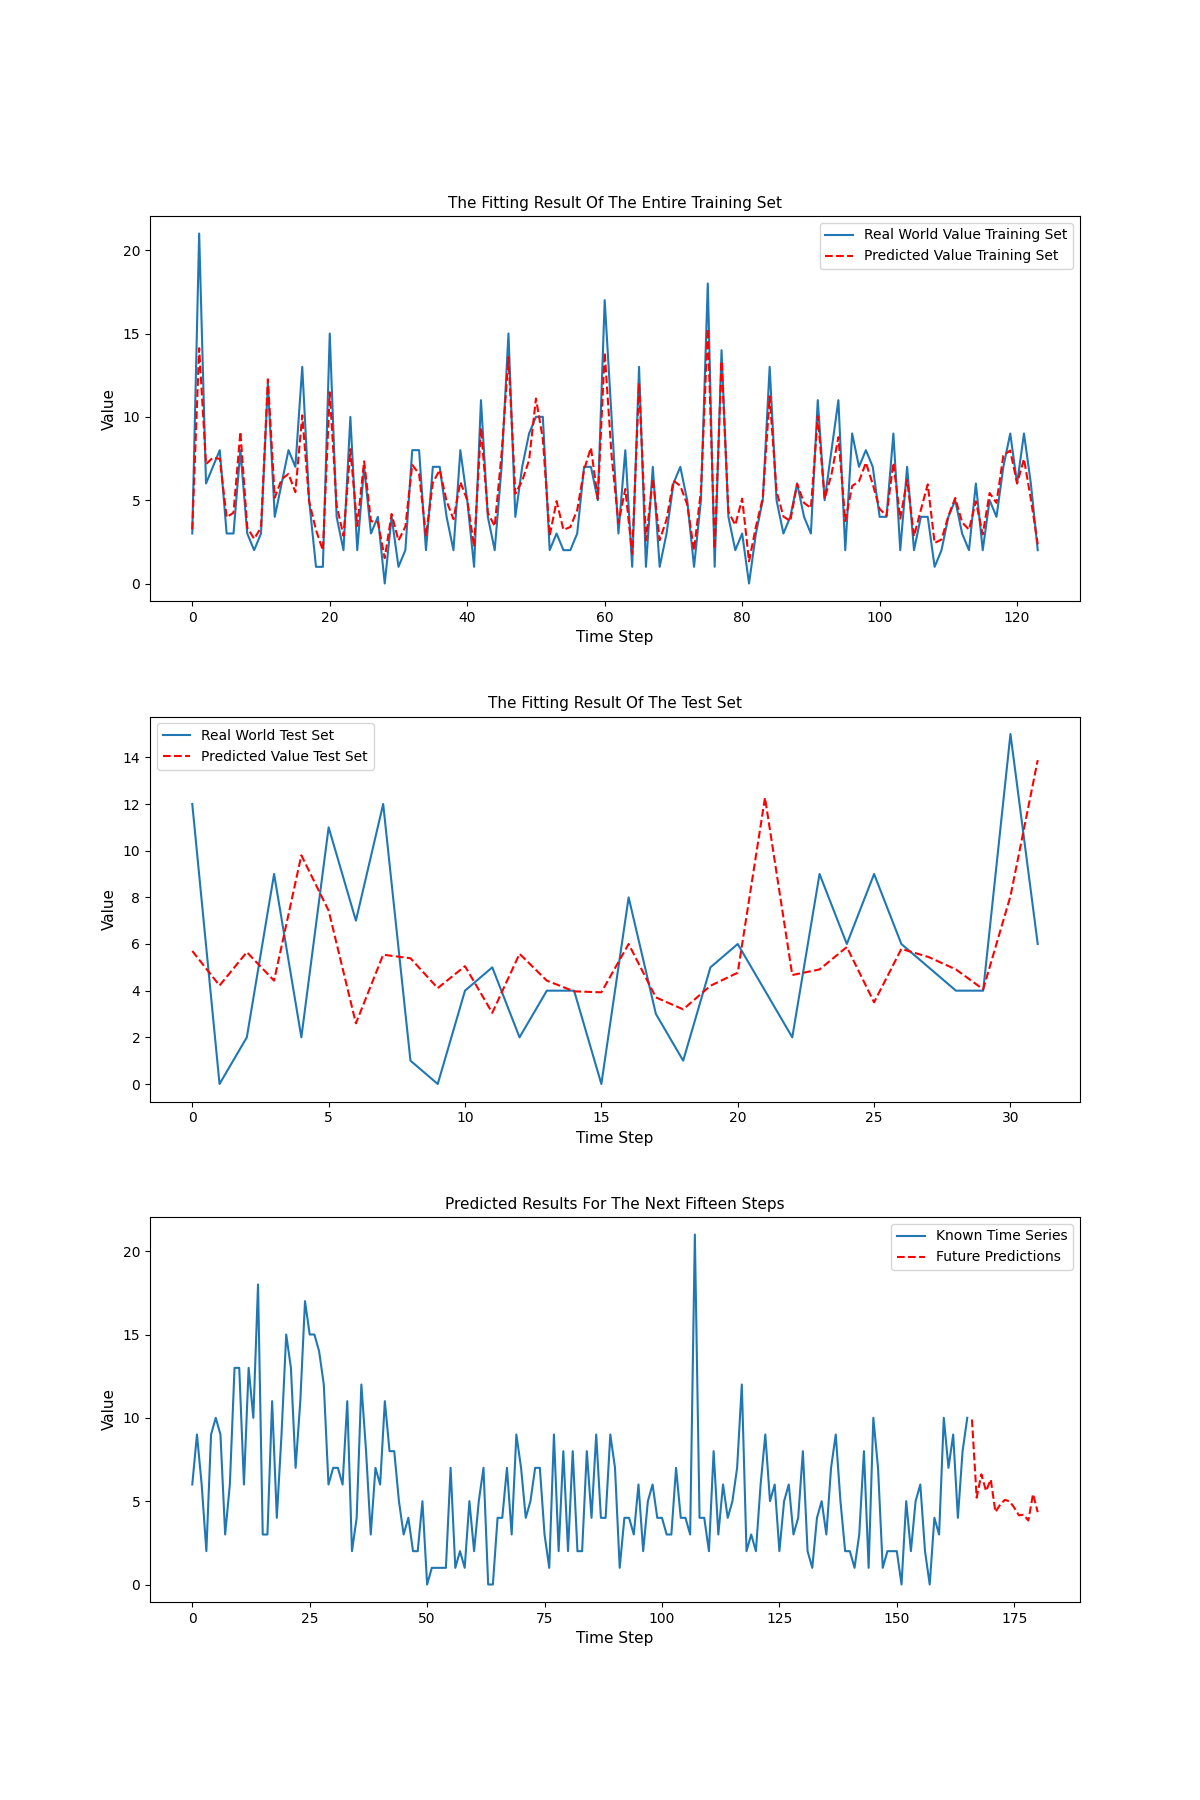 The Fitting Result Of The Entire Training Set
Real World Value Training Set
Predicted Value Training Set
Value
20
15
10
5
0
0 20 40 60 80 100 120
Time Step
The Fitting Result Of The Test Set
Real World Test Set
Predicted Value Test Set
Value
14
12
10
8
6
4
2
0
0 5 10 15 20 25 30
Time Step
Predicted Results For The Next Fifteen Steps
Known Time Series
Future Predictions
Value
20
15
10
5
0
0 25 50 75 100 125 150 175
Time Step